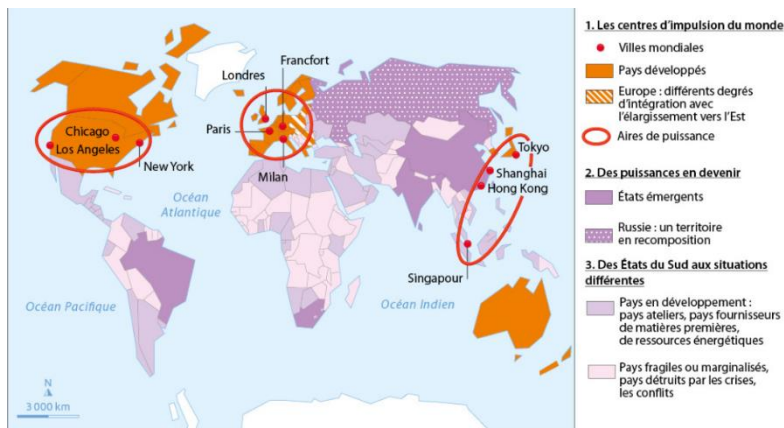 Francfort
Londres
Chicago
Los Angeles
Paris
New York
Milan
Tokyo
Shanghai
Hong Kong
Singapour
Océan
Atlantique
Océan Pacifique
Océan Indien
N
3 000 km
1. Les centres d'impulsion du monde
Villes mondiales
Pays développés
Europe : différents degrés
d'intégration avec
l'élargissement vers l'Est
Aires de puissance
2. Des puissances en devenir
États émergents
Russie : un territoire
en recomposition
3. Des États du Sud aux situations
différentes
Pays en développement :
pays ateliers, pays fournisseurs
de matières premières,
de ressources énergétiques
Pays fragiles ou marginalisés,
pays détruits par les crises,
les conflits